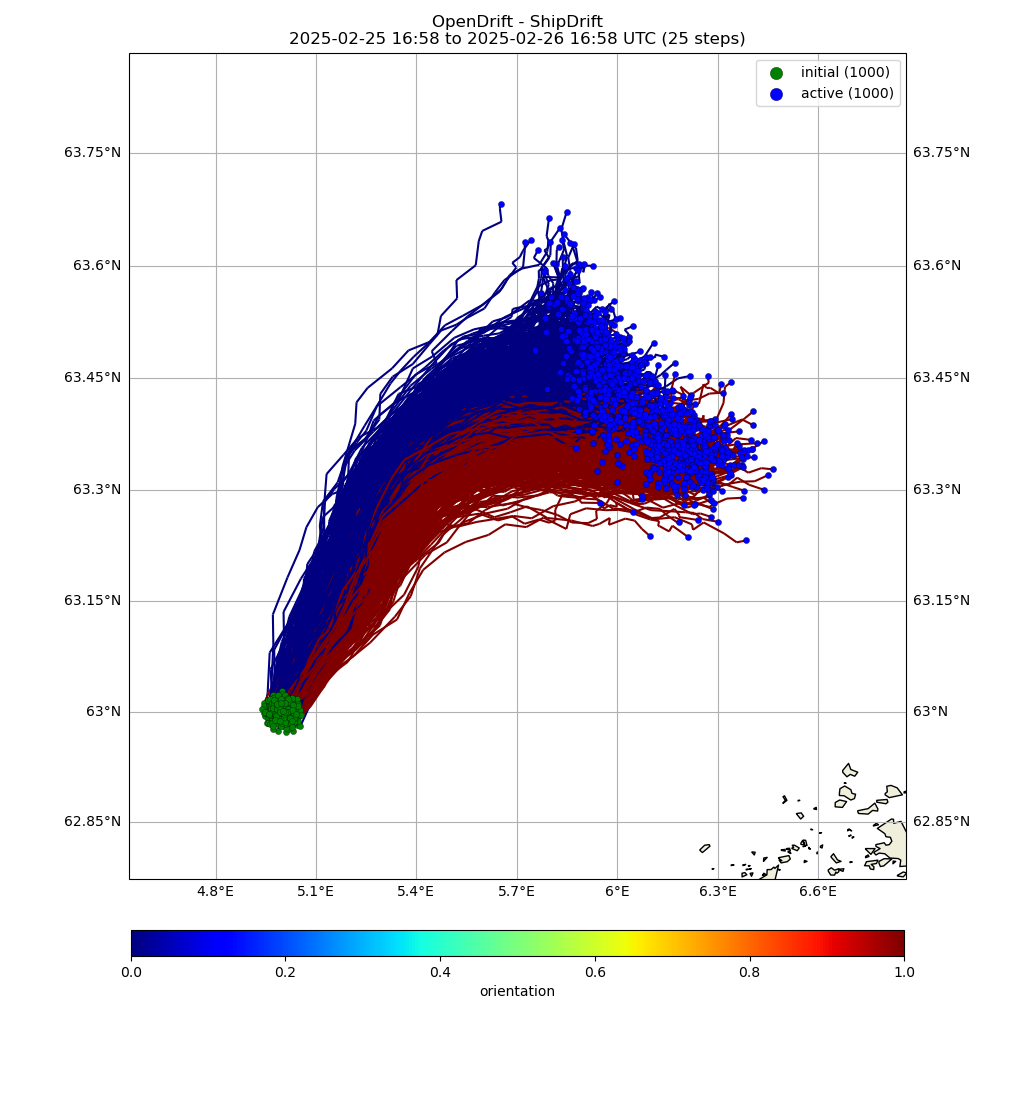 OpenDrift - ShipDrift
2025-02-25 16:58 to 2025-02-26 16:58 UTC (25 steps)
initial (1000)
active (1000)
63.75°N 63.75°N
63.6°N 63.6°N
63.45°N 63.45°N
63.3°N 63.3°N
63.15°N 63.15°N
63°N 63°N
62.85°N 62.85°N
4.8°E 5.1°E 5.4°E 5.7°E 6°E 6.3°E 6.6°E
0.0 0.2 0.4 0.6 0.8 1.0
orientation